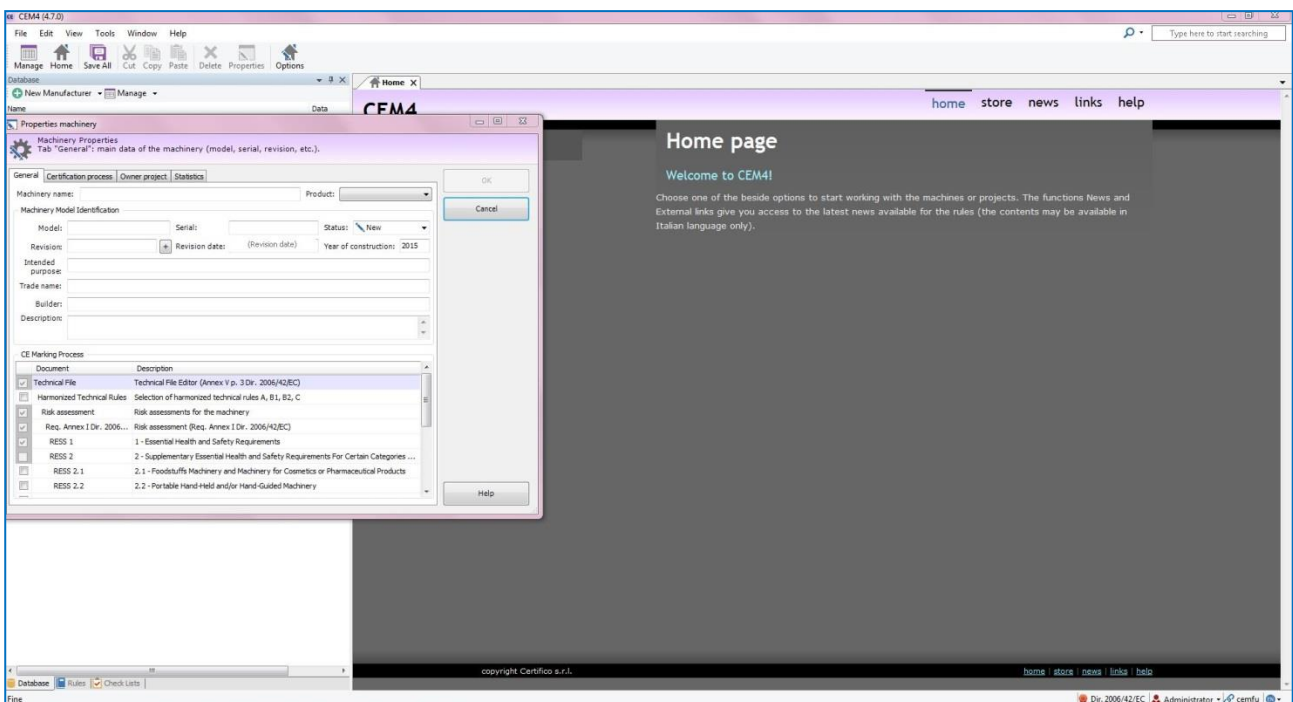 CE CEM4 (4.7.0)
File Edit View Tools Window Help
Type here to start searching
Manage Home Save All Cut Copy Paste Delete Properties Options
Database
Home X
New Manufacturer Manage
Name Data
CEM4
home store news links help
Properties machinery
Machinery Properties
Tab "General": main data of the machinery (model, serial, revision, etc.).
General Certification process Owner project Statistics
OK
Machinery name: Product:
Cancel
Machinery Model Identification
Model: Serial: Status: New
Revision: + Revision date: (Revision date) Year of construction: 2015
Intended
purpose:
Trade name:
Builder:
Description:
CE Marking Process
Document Description
Technical File Technical File Editor (Annex V p. 3 Dir. 2006/42/EC)
Harmonized Technical Rules Selection of harmonized technical rules A, B1, B2, C
Risk assessment Risk assessments for the machinery
Req. Annex I Dir. 2006... Risk assessment (Req. Annex I Dir. 2006/42/EC)
RESS 1 1 - Essential Health and Safety Requirements
RESS 2 2 - Supplementary Essential Health and Safety Requirements For Certain Categories ...
RESS 2.1 2.1 - Foodstuffs Machinery and Machinery for Cosmetics or Pharmaceutical Products
RESS 2.2 2.2 - Portable Hand-Held and/or Hand-Guided Machinery
Help
Home page
Welcome to CEM4!
Choose one of the beside options to start working with the machines or projects. The functions News and
External links give you access to the latest news available for the rules (the contents may be available in
Italian language only).
copyright Certifico s.r.l.
home | store | news | links | help
Database Rules Check Lists
Fine
Dir. 2006/42/EC Administrator cemfu EN